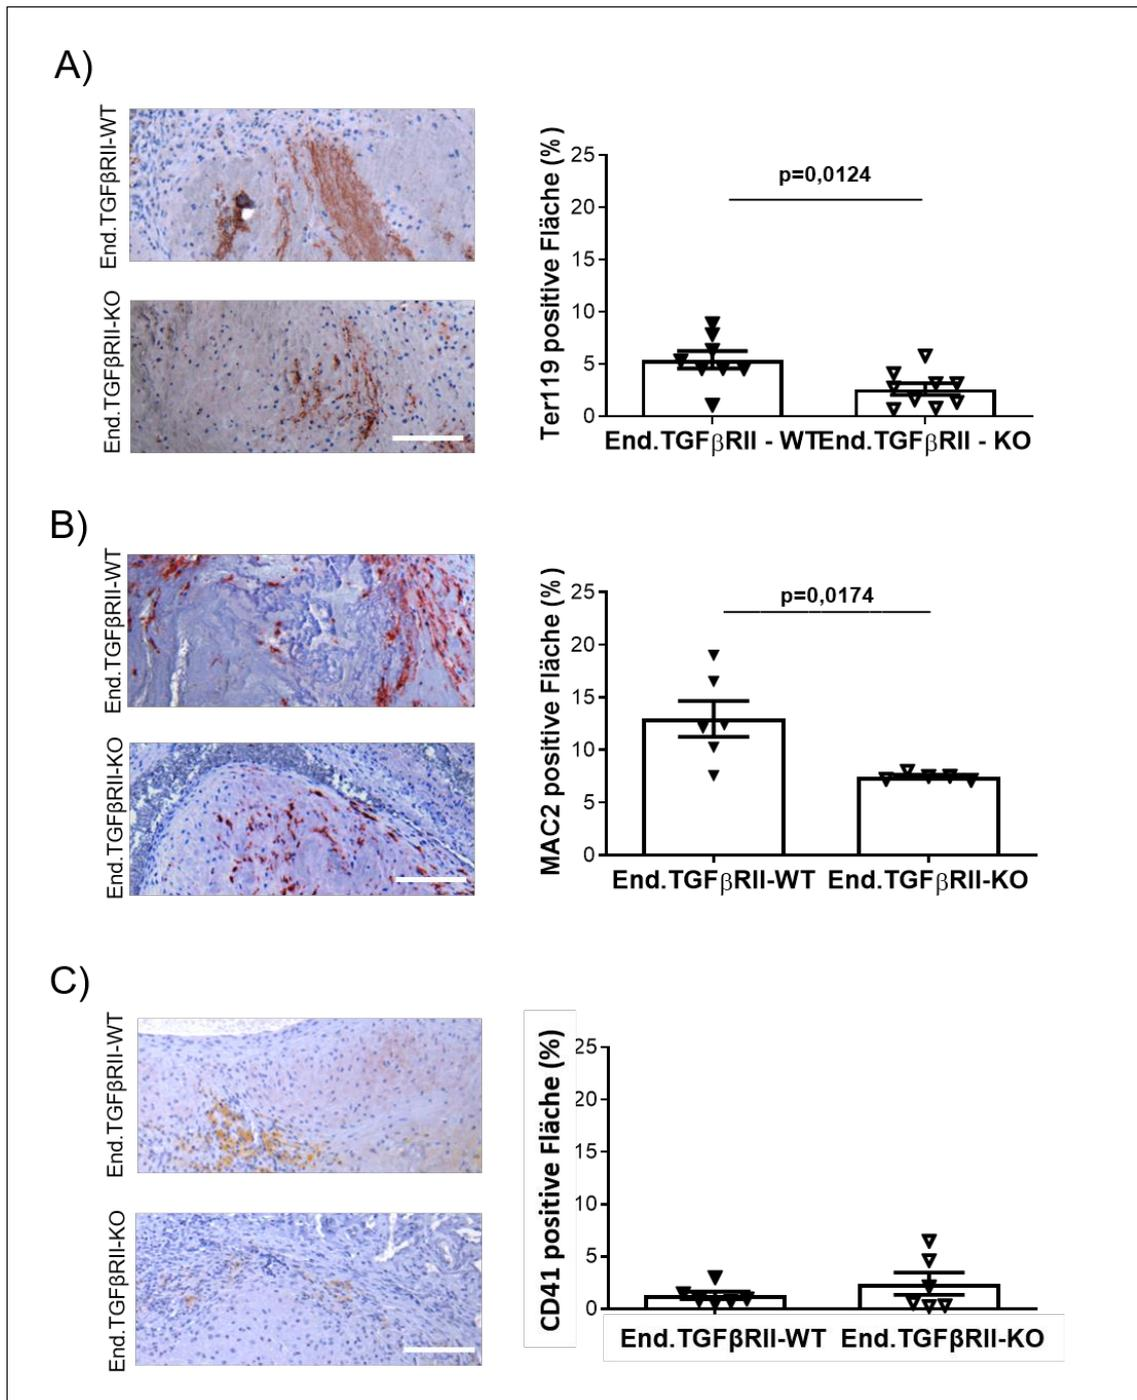 A)
End.TGFβRII-WT
End.TGFβRII-KO
Ter119 positive Fläche (%)
25
20
15
10
5
0
p=0,0124
End.TGFβRII - WTEnd.TGFβRII - KO
B)
End.TGFβRII-WT
End.TGFβRII-KO
MAC2 positive Fläche (%)
25
20
15
10
5
0
p=0,0174
End.TGFβRII-WT End.TGFβRII-KO
C)
End.TGFβRII-WT
End.TGFβRII-KO
CD41 positive Fläche (%)
25
20
15
10
5
0
End.TGFβRII-WT End.TGFβRII-KO